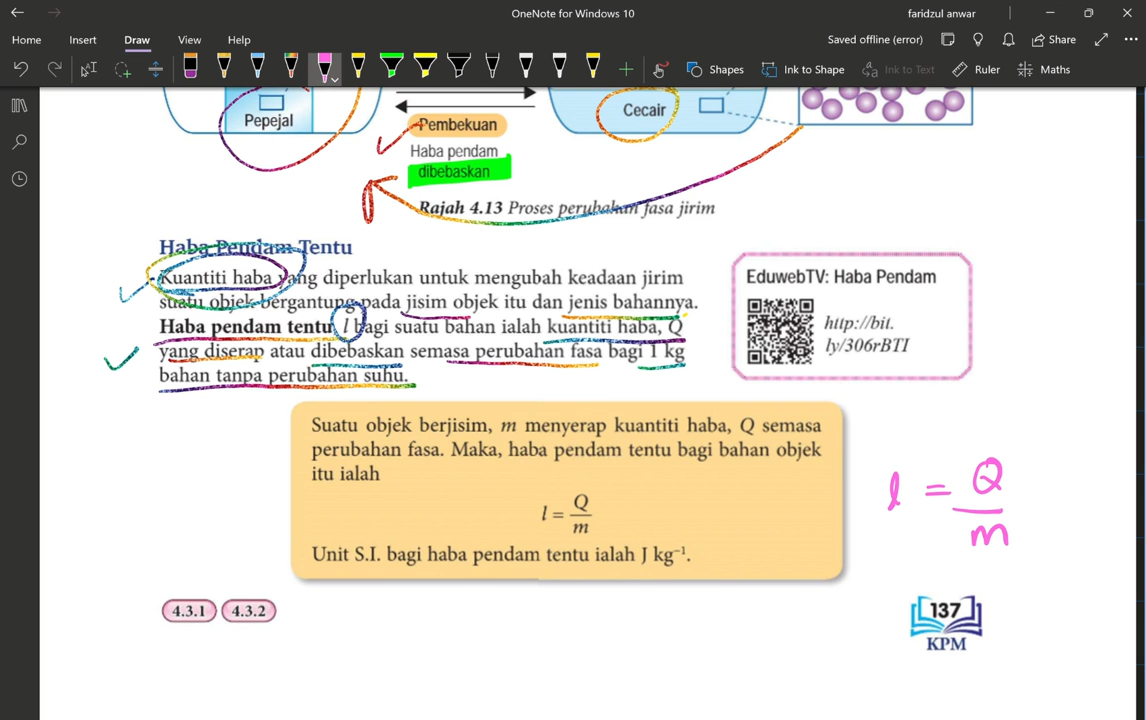 OneNote for Windows 10
faridzul anwar
Home Insert Draw View Help
Saved offline (error)
Share
Shapes
Ink to Shape
Ink to Text
Ruler
Maths
Pepejal
Cecair
Pembekuan
Haba pendam
dibebaskan
Rajah 4.13 Proses perubahan fasa jirim
Haba Pendam Tentu
Kuantiti haba yang diperlukan untuk mengubah keadaan jirim
suatu objek bergantung pada jisim objek itu dan jenis bahannya.
Haba pendam tentu l bagi suatu bahan ialah kuantiti haba, Q
yang diserap atau dibebaskan semasa perubahan fasa bagi 1 kg
bahan tanpa perubahan suhu.
EduwebTV: Haba Pendam
http://bit.
ly/306rBTI
Suatu objek berjisim, m menyerap kuantiti haba, Q semasa
perubahan fasa. Maka, haba pendam tentu bagi bahan objek
itu ialah
l = Q/m
Unit S.I. bagi haba pendam tentu ialah J kg⁻¹.
l = Q/m
4.3.1 4.3.2
137
KPM